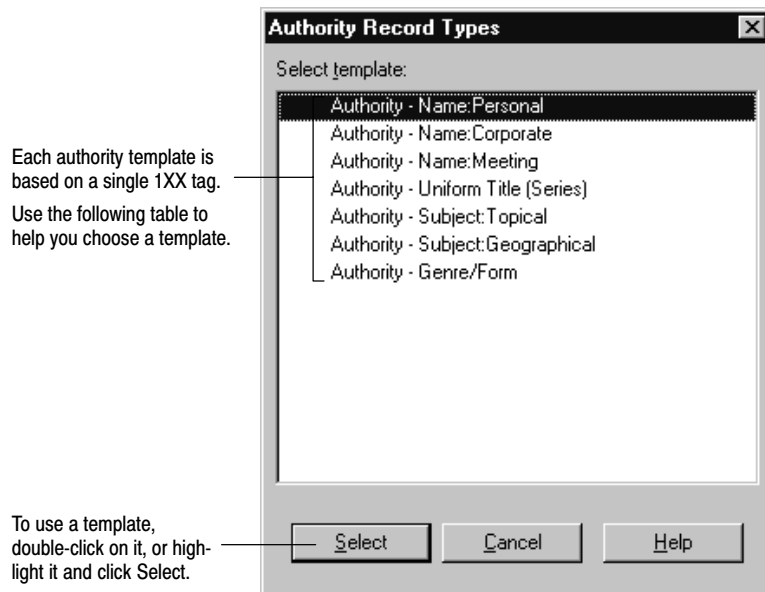 Authority Record Types
Select template:
Authority - Name:Personal
Authority - Name:Corporate
Authority - Name:Meeting
Authority - Uniform Title (Series)
Authority - Subject:Topical
Authority - Subject:Geographical
Authority - Genre/Form
Each authority template is
based on a single 1XX tag.
Use the following table to
help you choose a template.
To use a template,
double-click on it, or high-
light it and click Select.
Select
Cancel
Help